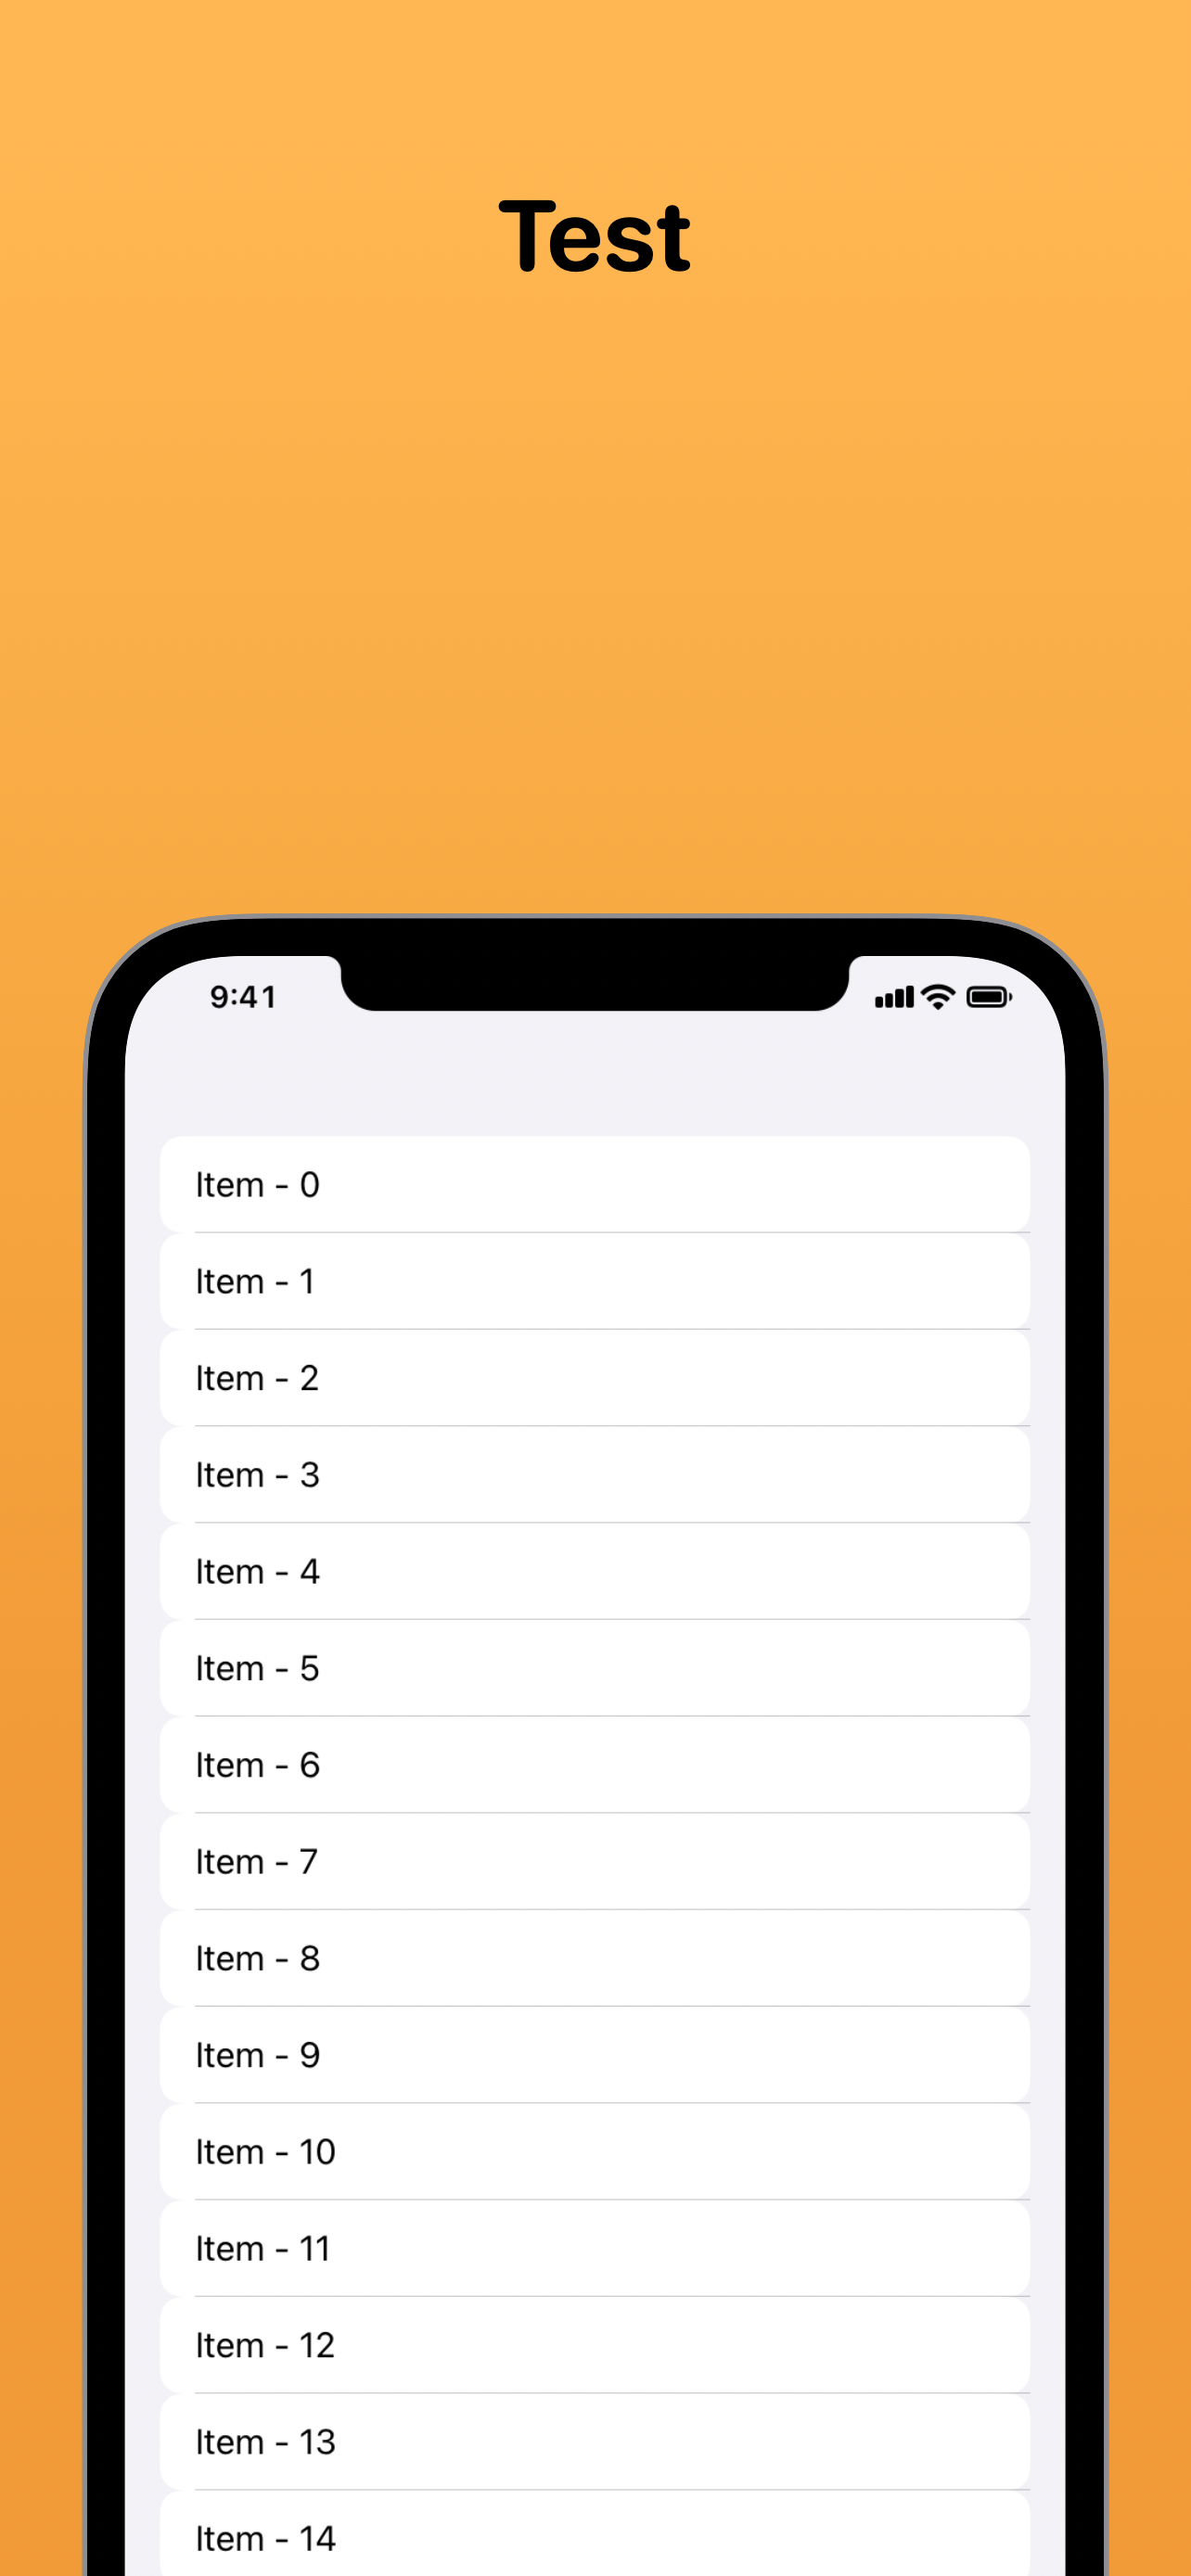 Test
9:41
Item - 0
Item - 1
Item - 2
Item - 3
Item - 4
Item - 5
Item - 6
Item - 7
Item - 8
Item - 9
Item - 10
Item - 11
Item - 12
Item - 13
Item - 14